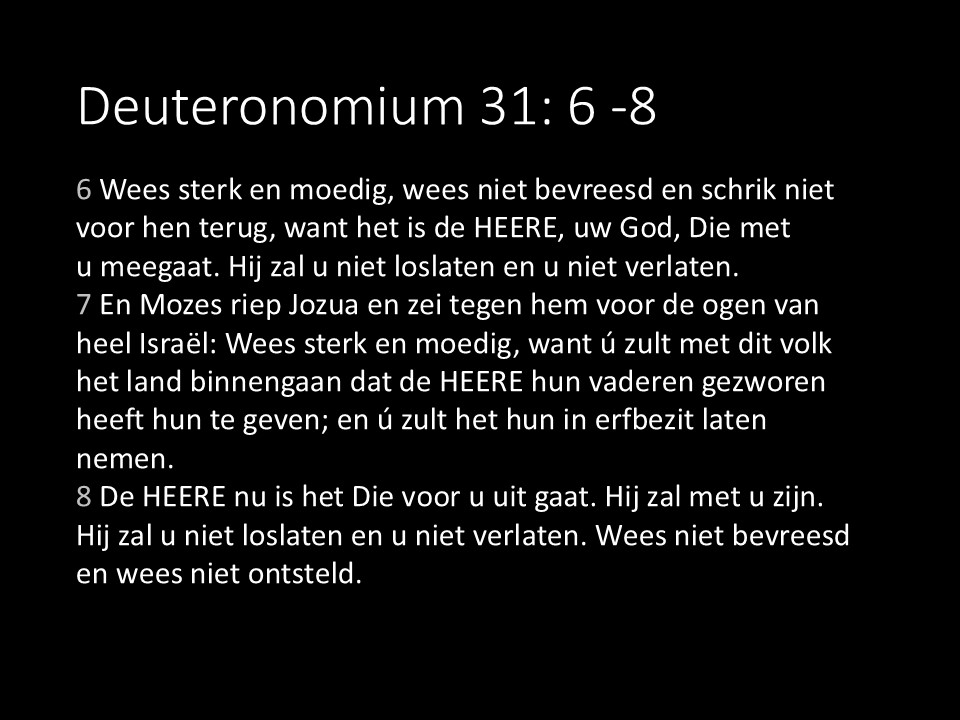 Deuteronomium 31: 6 -8
6 Wees sterk en moedig, wees niet bevreesd en schrik niet
voor hen terug, want het is de HEERE, uw God, Die met
u meegaat. Hij zal u niet loslaten en u niet verlaten.
7 En Mozes riep Jozua en zei tegen hem voor de ogen van
heel Israël: Wees sterk en moedig, want ú zult met dit volk
het land binnengaan dat de HEERE hun vaderen gezworen
heeft hun te geven; en ú zult het hun in erfbezit laten
nemen.
8 De HEERE nu is het Die voor u uit gaat. Hij zal met u zijn.
Hij zal u niet loslaten en u niet verlaten. Wees niet bevreesd
en wees niet ontsteld.